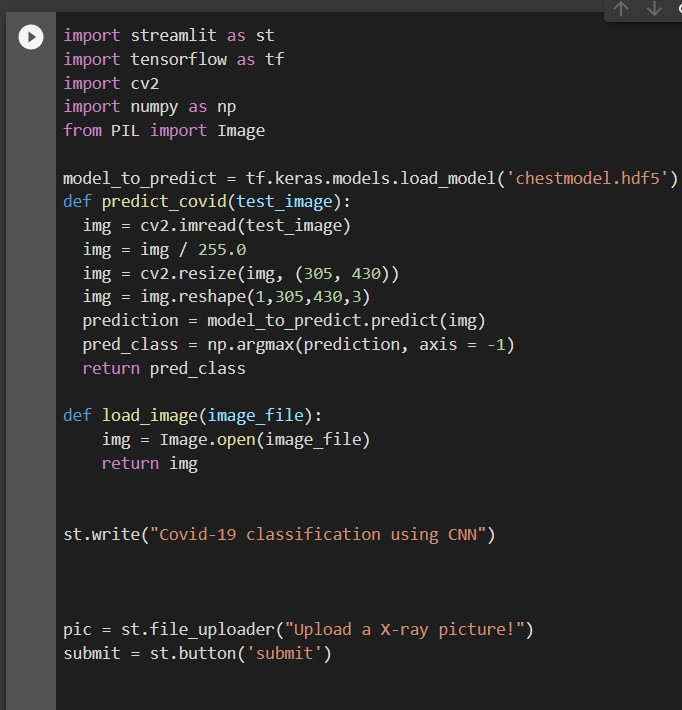 import streamlit as st
import tensorflow as tf
import cv2
import numpy as np
from PIL import Image
model_to_predict = tf.keras.models.load_model('chestmodel.hdf5')
def predict_covid(test_image):
  img = cv2.imread(test_image)
  img = img / 255.0
  img = cv2.resize(img, (305, 430))
  img = img.reshape(1,305,430,3)
  prediction = model_to_predict.predict(img)
  pred_class = np.argmax(prediction, axis = -1)
  return pred_class
def load_image(image_file):
    img = Image.open(image_file)
    return img
st.write("Covid-19 classification using CNN")
pic = st.file_uploader("Upload a X-ray picture!")
submit = st.button('submit')